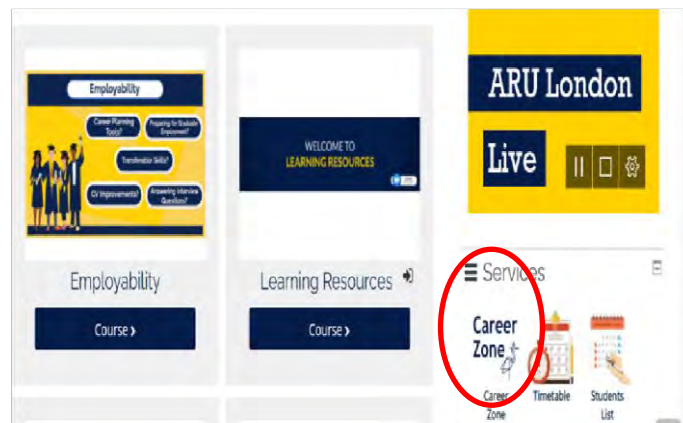 Employability
Career Planning
Tools?
Preparing for Graduate
Employment?
Transferable Skills?
CV Improvements?
Answering Interview
Questions?
Employability
Course ›
WELCOME TO
LEARNING RESOURCES
Learning Resources
Course ›
ARU London
Live
Services
Career
Zone
Career
Zone
Timetable
Students
List